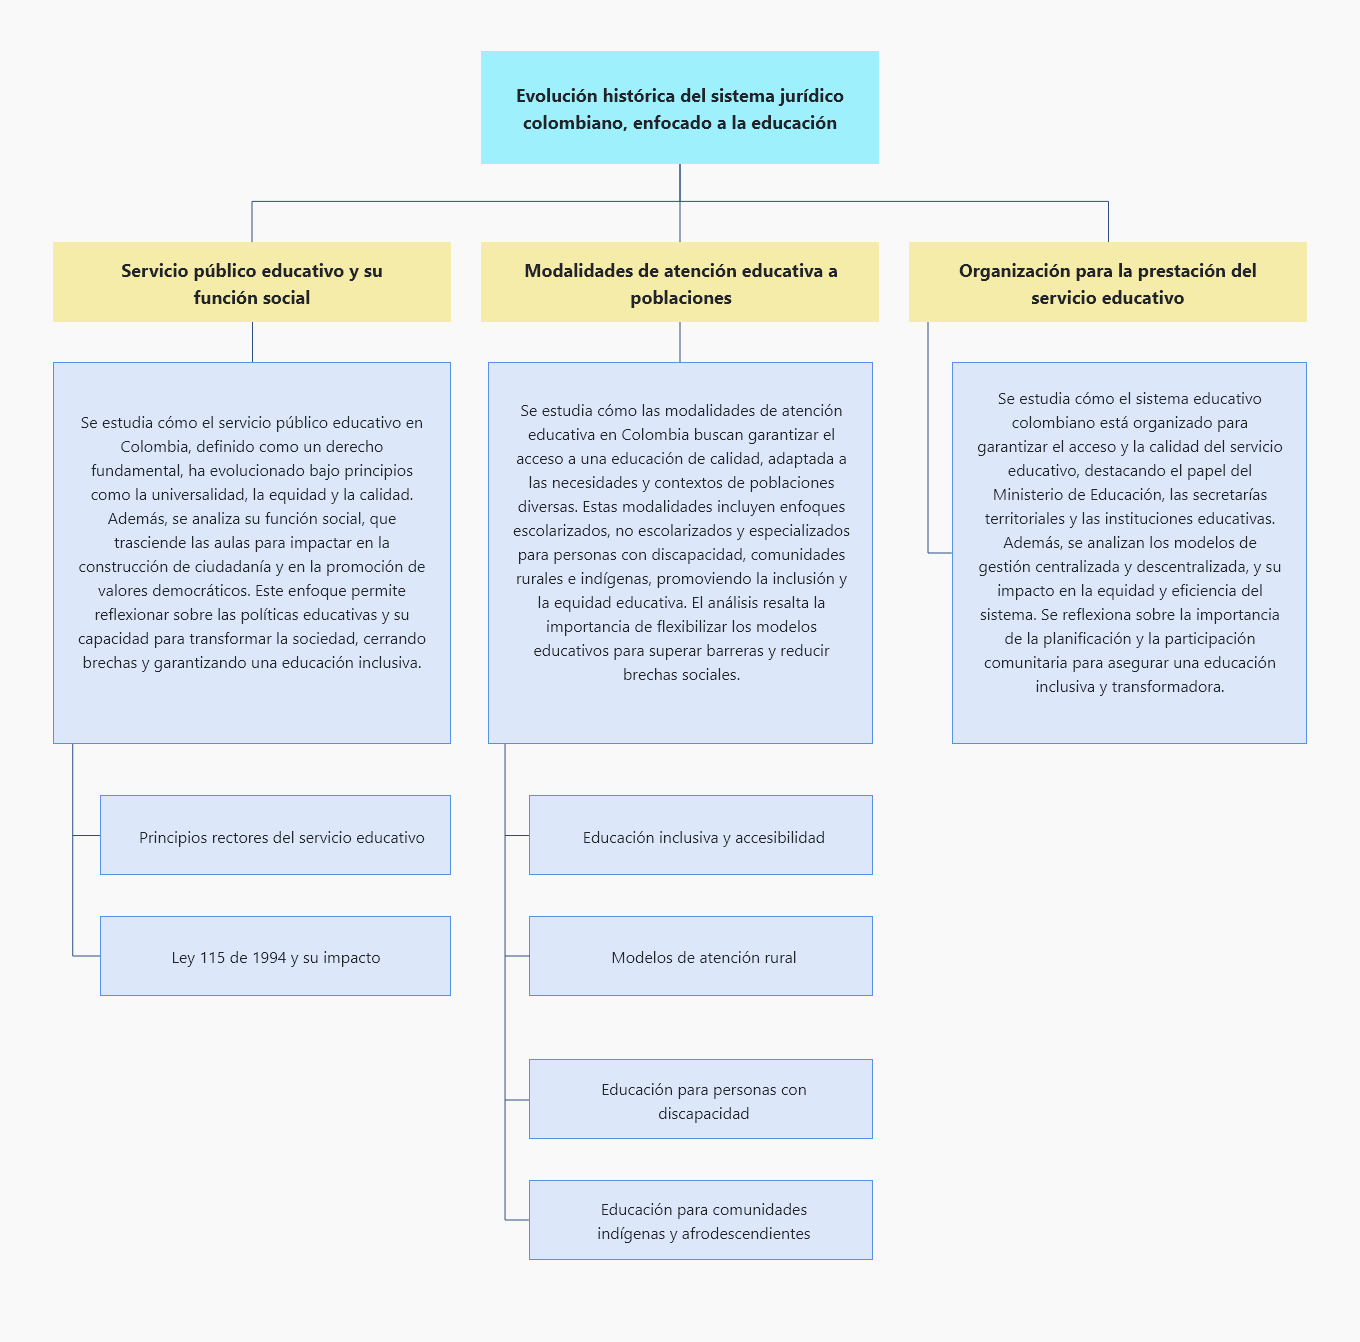 Evolución histórica del sistema jurídico
colombiano, enfocado a la educación
Servicio público educativo y su
función social
Se estudia cómo el servicio público educativo en
Colombia, definido como un derecho
fundamental, ha evolucionado bajo principios
como la universalidad, la equidad y la calidad.
Además, se analiza su función social, que
trasciende las aulas para impactar en la
construcción de ciudadanía y en la promoción de
valores democráticos. Este enfoque permite
reflexionar sobre las políticas educativas y su
capacidad para transformar la sociedad, cerrando
brechas y garantizando una educación inclusiva.
Principios rectores del servicio educativo
Ley 115 de 1994 y su impacto
Modalidades de atención educativa a
poblaciones
Se estudia cómo las modalidades de atención
educativa en Colombia buscan garantizar el
acceso a una educación de calidad, adaptada a
las necesidades y contextos de poblaciones
diversas. Estas modalidades incluyen enfoques
escolarizados, no escolarizados y especializados
para personas con discapacidad, comunidades
rurales e indígenas, promoviendo la inclusión y
la equidad educativa. El análisis resalta la
importancia de flexibilizar los modelos
educativos para superar barreras y reducir
brechas sociales.
Educación inclusiva y accesibilidad
Modelos de atención rural
Educación para personas con
discapacidad
Educación para comunidades
indígenas y afrodescendientes
Organización para la prestación del
servicio educativo
Se estudia cómo el sistema educativo
colombiano está organizado para
garantizar el acceso y la calidad del servicio
educativo, destacando el papel del
Ministerio de Educación, las secretarías
territoriales y las instituciones educativas.
Además, se analizan los modelos de
gestión centralizada y descentralizada, y su
impacto en la equidad y eficiencia del
sistema. Se reflexiona sobre la importancia
de la planificación y la participación
comunitaria para asegurar una educación
inclusiva y transformadora.